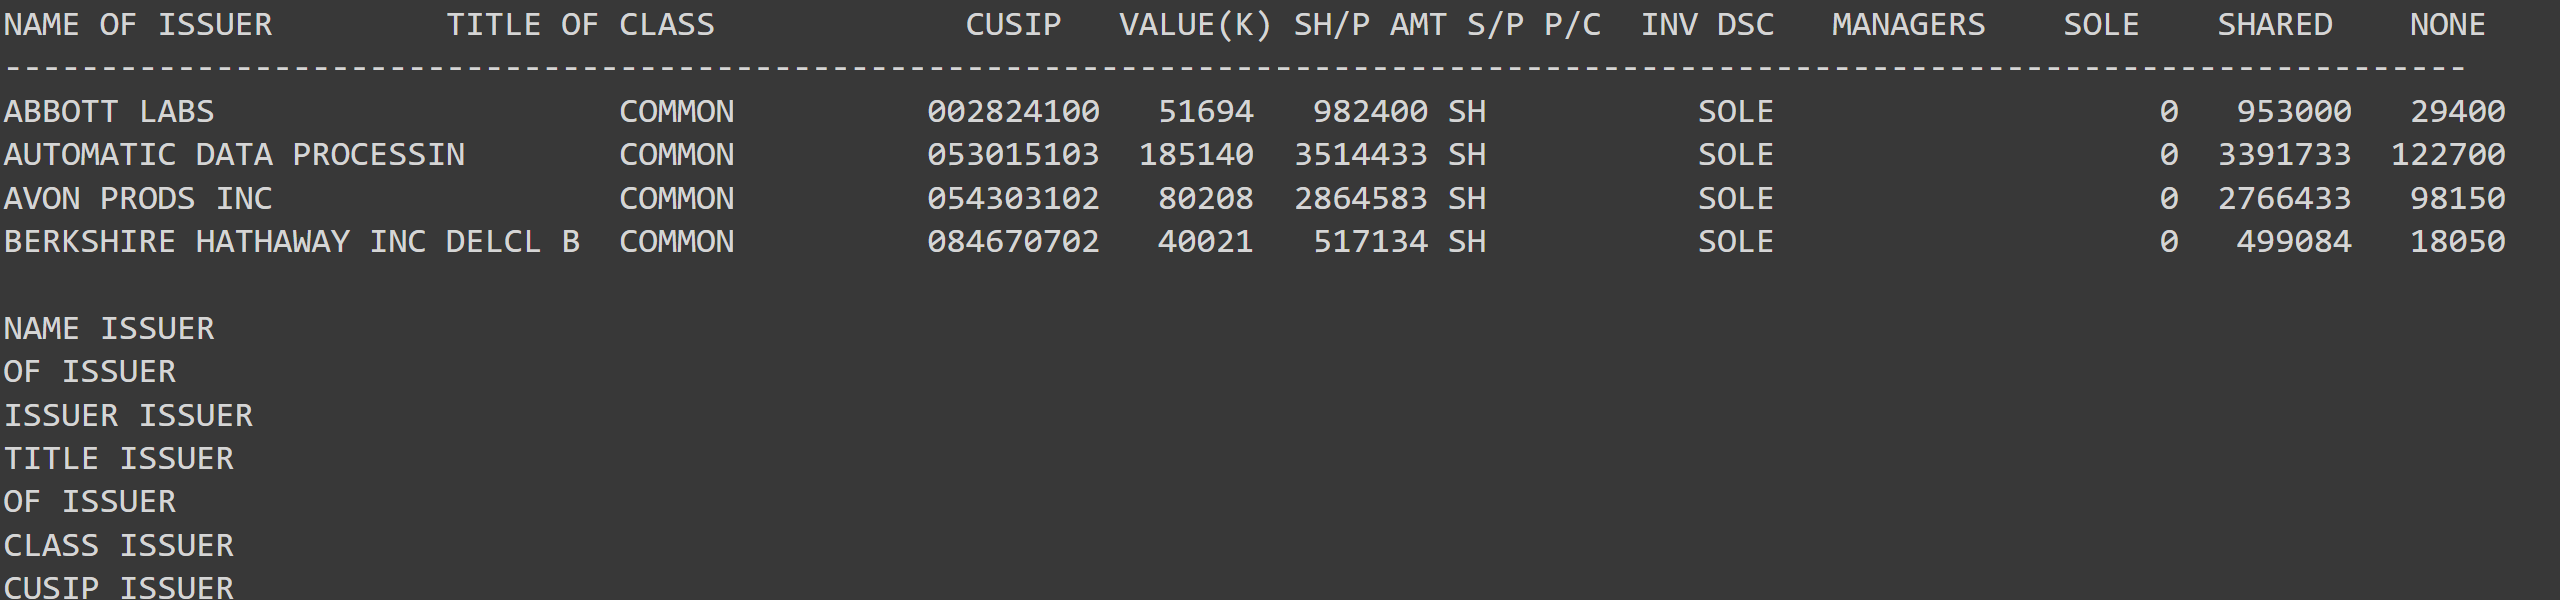 NAME OF ISSUER         TITLE OF CLASS             CUSIP   VALUE(K) SH/P AMT S/P P/C  INV DSC   MANAGERS    SOLE    SHARED    NONE
--------------------------------------------------------------------------------------------------------------------------------
ABBOTT LABS                     COMMON          002824100   51694   982400 SH           SOLE                    0   953000   29400
AUTOMATIC DATA PROCESSIN        COMMON          053015103  185140  3514433 SH           SOLE                    0  3391733  122700
AVON PRODS INC                  COMMON          054303102   80208  2864583 SH           SOLE                    0  2766433   98150
BERKSHIRE HATHAWAY INC DELCL B  COMMON          084670702   40021   517134 SH           SOLE                    0   499084   18050
NAME ISSUER
OF ISSUER
ISSUER ISSUER
TITLE ISSUER
OF ISSUER
CLASS ISSUER
CUSIP ISSUER